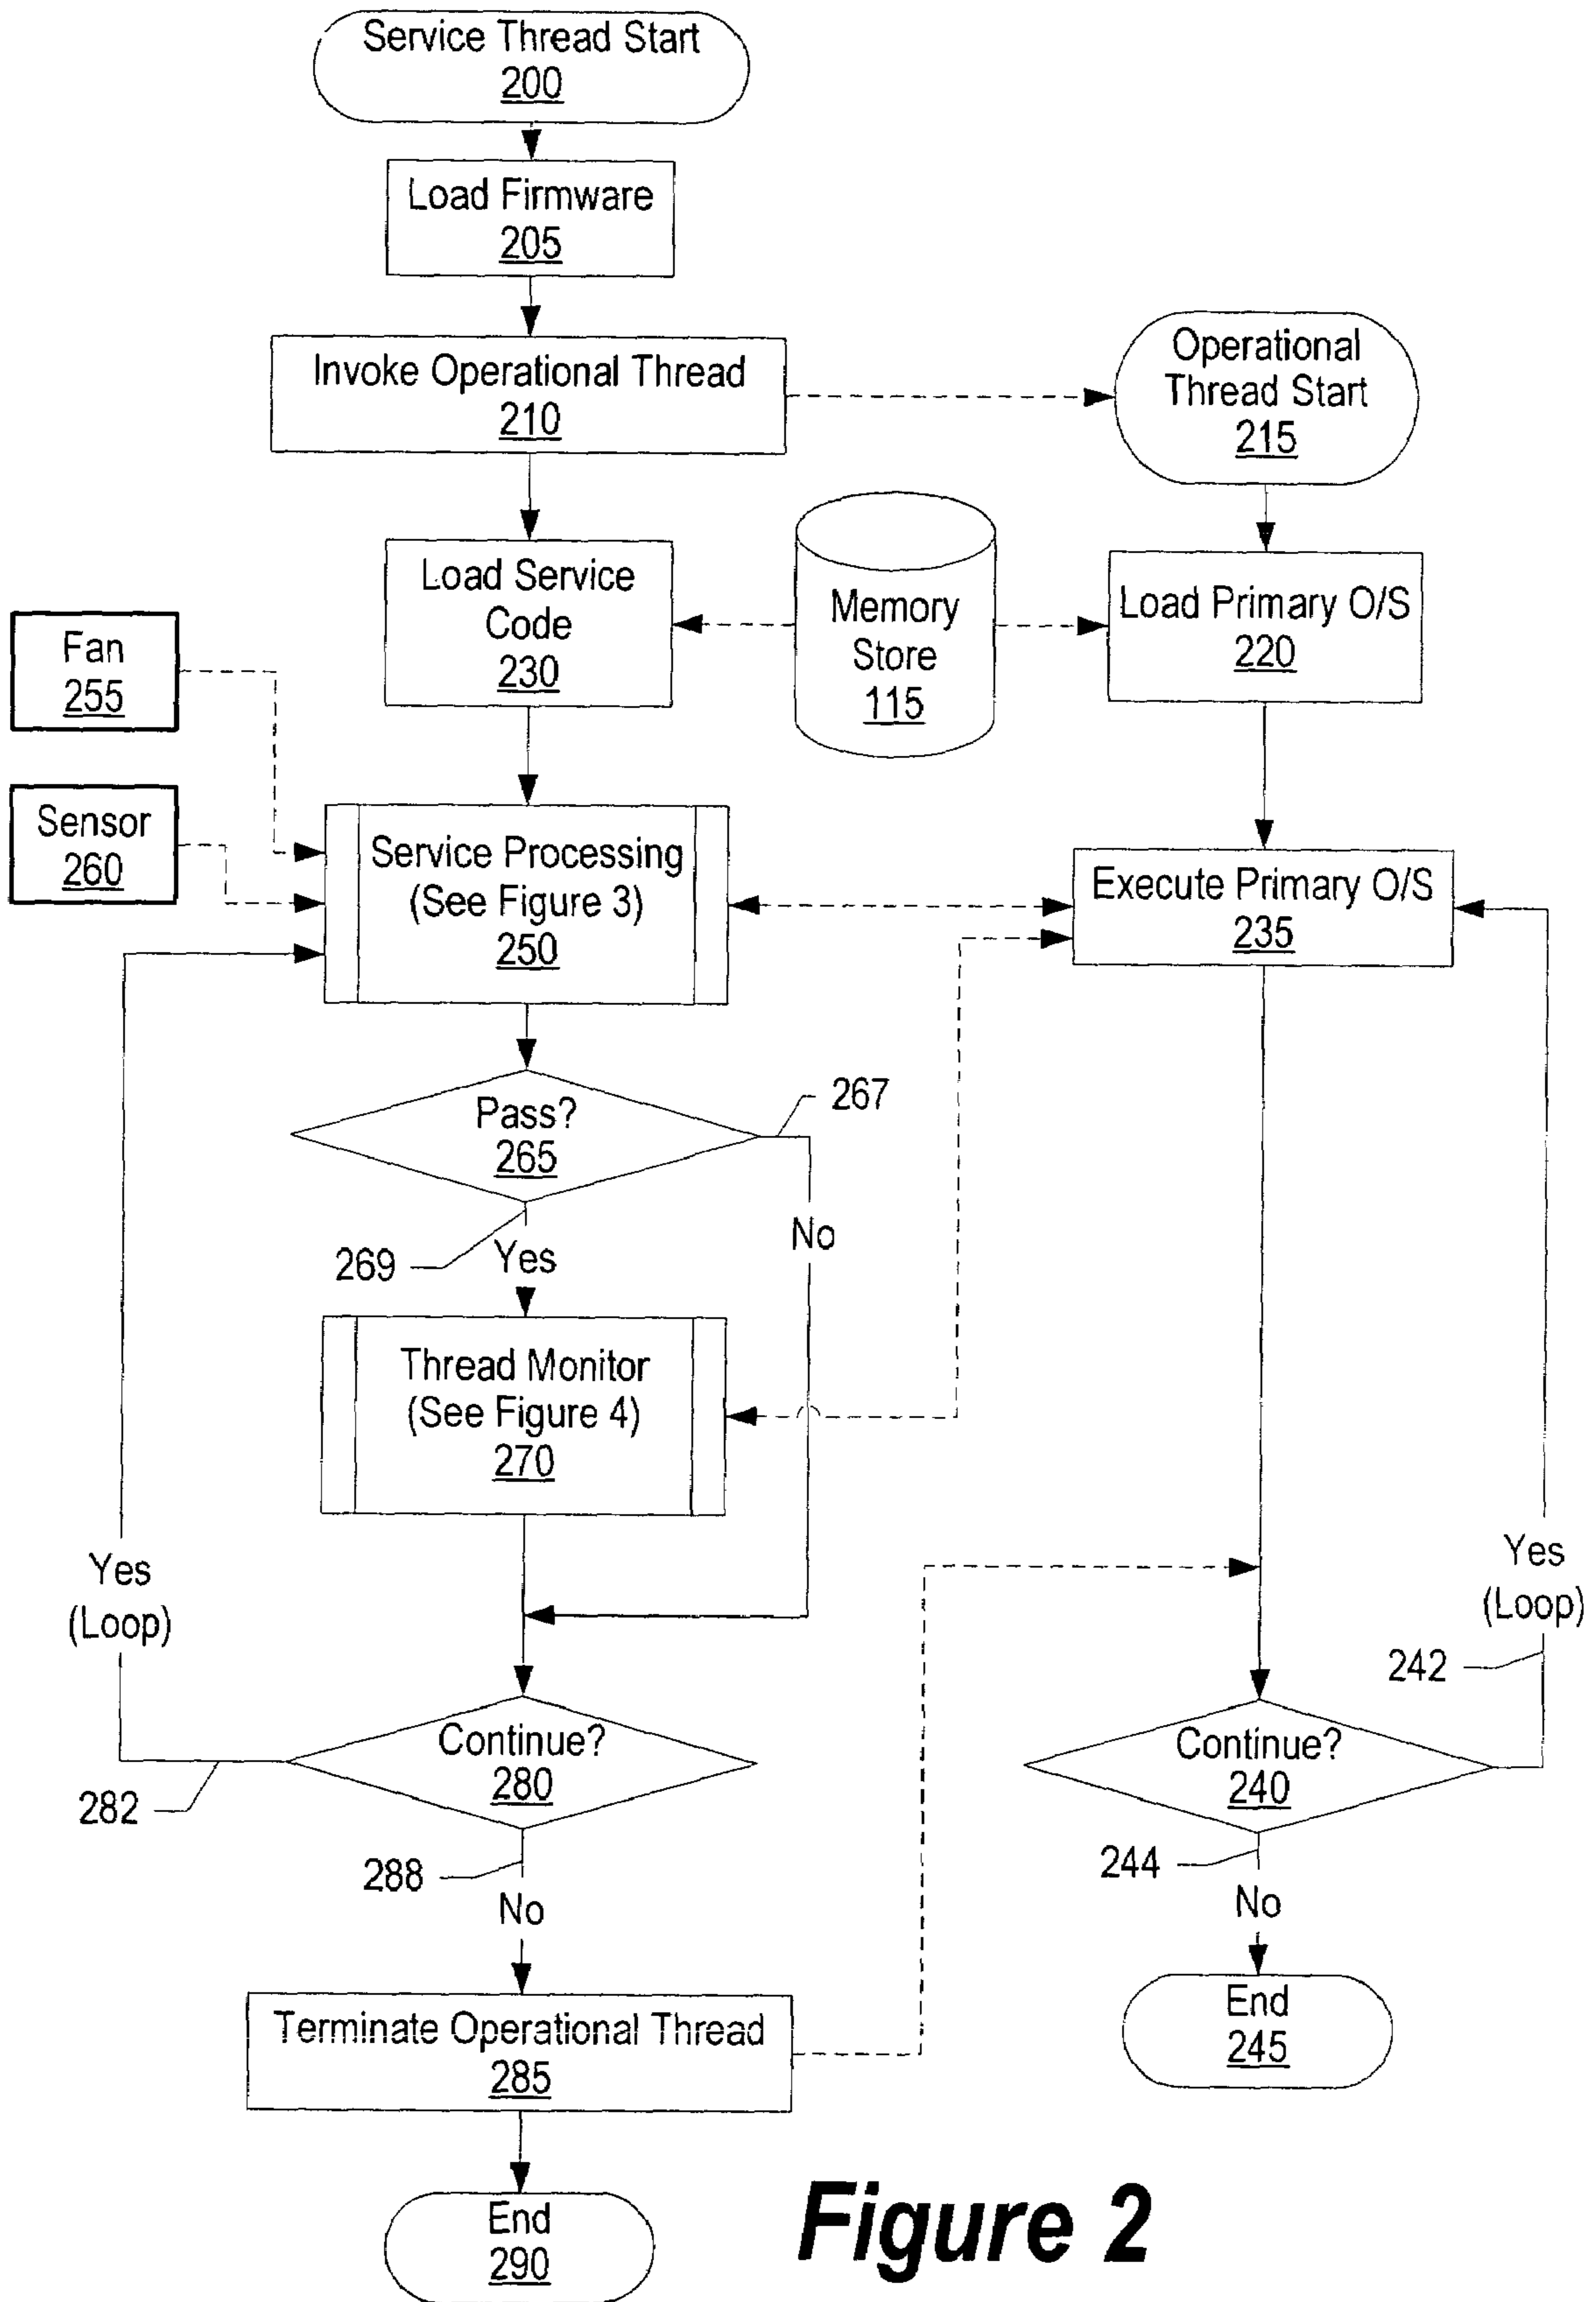 Service Thread Start
200
Load Firmware
205
Invoke Operational Thread
210
Operational
Thread Start
215
Load Service
Code
230
Memory
Store
115
Load Primary O/S
220
Fan
255
Sensor
260
Service Processing
(See Figure 3)
250
Execute Primary O/S
235
Pass?
265
267
No
269
Yes
Thread Monitor
(See Figure 4)
270
Yes
(Loop)
Yes
(Loop)
242
Continue?
280
282
288
No
Continue?
240
244
No
Terminate Operational Thread
285
End
245
End
290
Figure 2